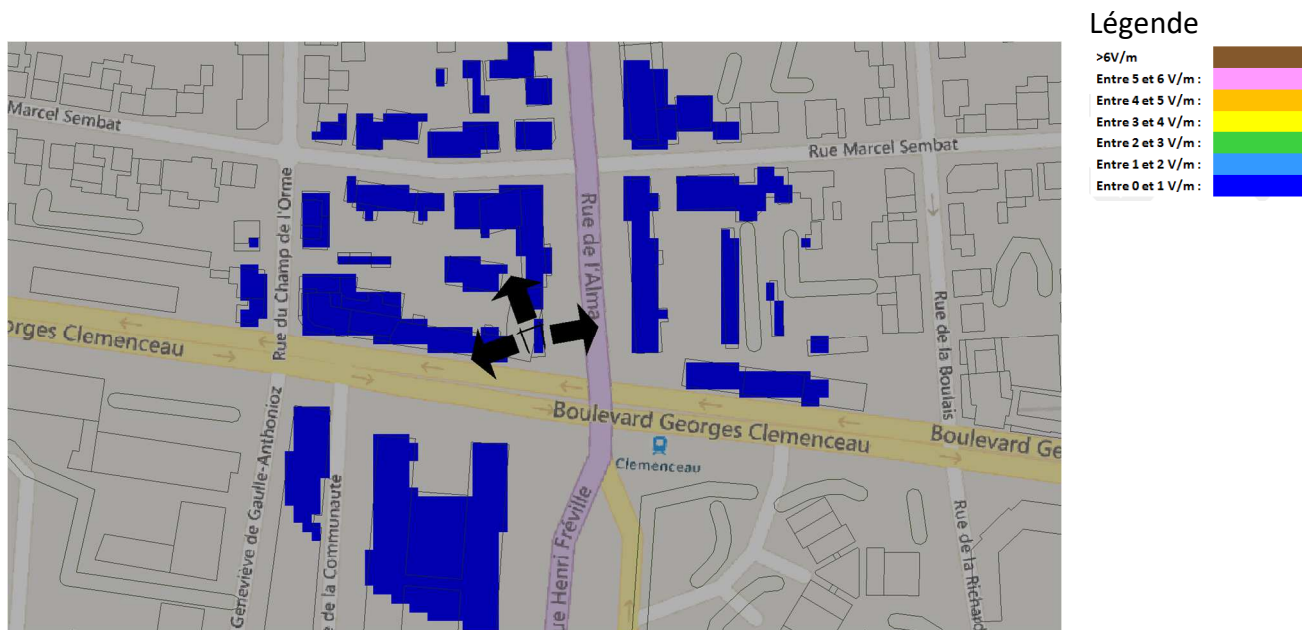 Légende
>6V/m
Entre 5 et 6 V/m :
Entre 4 et 5 V/m :
Entre 3 et 4 V/m :
Entre 2 et 3 V/m :
Entre 1 et 2 V/m :
Entre 0 et 1 V/m :
Marcel Sembat
Rue Marcel Sembat
Rue du Champ de l'Orme
Rue de l'Alma
Rue de la Boulais
orges Clemenceau
Boulevard Georges Clemenceau
Boulevard Ge
Clemenceau
Geneviève de Gaulle-Anthonioz
e de la Communauté
ue Henri Fréville
Rue de la Richard